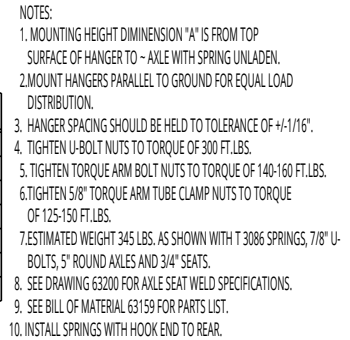 NOTES:
1. MOUNTING HEIGHT DIMINENSION "A" IS FROM TOP
SURFACE OF HANGER TO ~ AXLE WITH SPRING UNLADEN.
2.MOUNT HANGERS PARALLEL TO GROUND FOR EQUAL LOAD
DISTRIBUTION.
3. HANGER SPACING SHOULD BE HELD TO TOLERANCE OF +/-1/16".
4. TIGHTEN U-BOLT NUTS TO TORQUE OF 300 FT.LBS.
5. TIGHTEN TORQUE ARM BOLT NUTS TO TORQUE OF 140-160 FT.LBS.
6.TIGHTEN 5/8" TORQUE ARM TUBE CLAMP NUTS TO TORQUE
OF 125-150 FT.LBS.
7.ESTIMATED WEIGHT 345 LBS. AS SHOWN WITH T 3086 SPRINGS, 7/8" U-
BOLTS, 5" ROUND AXLES AND 3/4" SEATS.
8. SEE DRAWING 63200 FOR AXLE SEAT WELD SPECIFICATIONS.
9. SEE BILL OF MATERIAL 63159 FOR PARTS LIST.
10. INSTALL SPRINGS WITH HOOK END TO REAR.